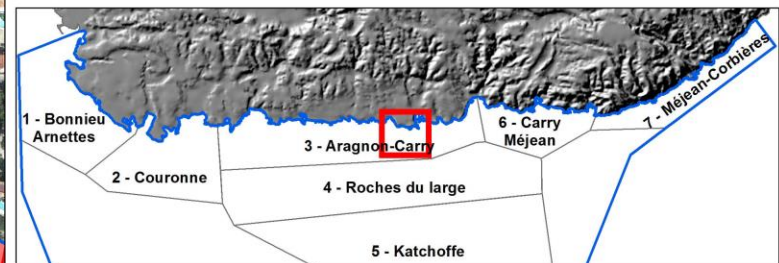 1 - Bonnieu
Arnettes
2 - Couronne
3 - Aragnon-Carry
4 - Roches du large
5 - Katchoffe
6 - Carry
Méjean
7 - Méjean-Corbières